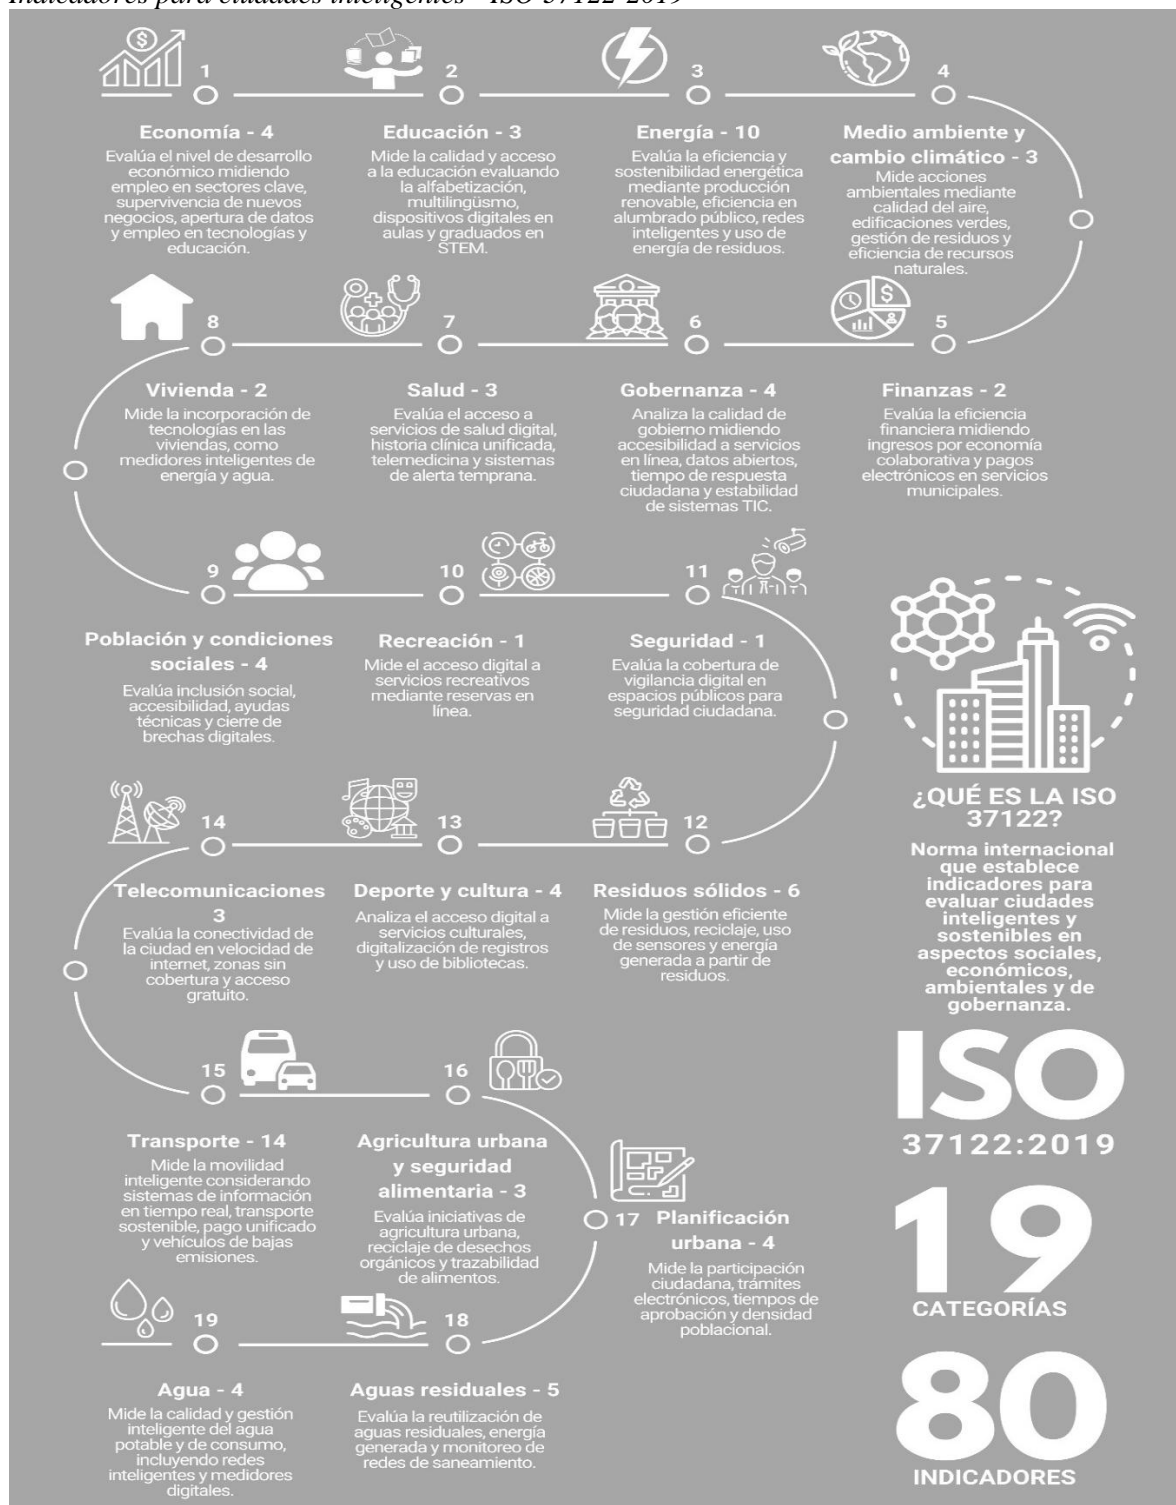 Indicadores para ciudades inteligentes - ISO 37122-2019
1
Economía - 4
Evalúa el nivel de desarrollo
económico midiendo
empleo en sectores clave,
supervivencia de nuevos
negocios, apertura de datos
y empleo en tecnologías y
educación.
2
Educación - 3
Mide la calidad y acceso
a la educación evaluando
la alfabetización,
multilingüsmo,
dispositivos digitales en
aulas y graduados en
STEM.
3
Energía - 10
Evalúa la eficiencia y
sostenibilidad energética
mediante producción
renovable, eficiencia en
alumbrado público, redes
inteligentes y uso de
energía de residuos.
4
Medio ambiente y
cambio climático - 3
Mide acciones
ambientales mediante
calidad del aire,
edificaciones verdes,
gestión de residuos y
eficiencia de recursos
naturales.
8
Vivienda - 2
Mide la incorporación de
tecnologías en las
viviendas, como
medidores inteligentes de
energía y agua.
7
Salud - 3
Evalúa el acceso a
servicios de salud digital,
historia clínica unificada,
telemedicina y sistemas
de alerta temprana.
6
Gobernanza - 4
Analiza la calidad de
gobierno midiendo
accesibilidad a servicios
en línea, datos abiertos,
tiempo de respuesta
ciudadana y estabilidad
de sistemas TIC.
5
Finanzas - 2
Evalúa la eficiencia
financiera midiendo
ingresos por economía
colaborativa y pagos
electrónicos en servicios
municipales.
9
Población y condiciones
sociales - 4
Evalúa inclusión social,
accesibilidad, ayudas
técnicas y cierre de
brechas digitales.
10
Recreación - 1
Mide el acceso digital a
servicios recreativos
mediante reservas en
línea.
11
Seguridad - 1
Evalúa la cobertura de
vigilancia digital en
espacios públicos para
seguridad ciudadana.
14
Telecomunicaciones
3
Evalúa la conectividad de
la ciudad en velocidad de
internet, zonas sin
cobertura y acceso
gratuito.
13
Deporte y cultura - 4
Analiza el acceso digital a
servicios culturales,
digitalización de registros
y uso de bibliotecas.
12
Residuos sólidos - 6
Mide la gestión eficiente
de residuos, reciclaje, uso
de sensores y energía
generada a partir de
residuos.
15
Transporte - 14
Mide la movilidad
inteligente considerando
sistemas de información
en tiempo real, transporte
sostenible, pago unificado
y vehículos de bajas
emisiones.
16
Agricultura urbana
y seguridad
alimentaria - 3
Evalúa iniciativas de
agricultura urbana,
reciclaje de desechos
orgánicos y trazabilidad
de alimentos.
17 Planificación
urbana - 4
Mide la participación
ciudadana, trámites
electrónicos, tiempos de
aprobación y densidad
poblacional.
19
Agua - 4
Mide la calidad y gestión
inteligente del agua
potable y de consumo,
incluyendo redes
inteligentes y medidores
digitales.
18
Aguas residuales - 5
Evalúa la reutilización de
aguas residuales, energía
generada y monitoreo de
redes de saneamiento.
¿QUÉ ES LA ISO
37122?
Norma internacional
que establece
indicadores para
evaluar ciudades
inteligentes y
sostenibles en
aspectos sociales,
económicos,
ambientales y de
gobernanza.
ISO
37122:2019
19
CATEGORÍAS
80
INDICADORES